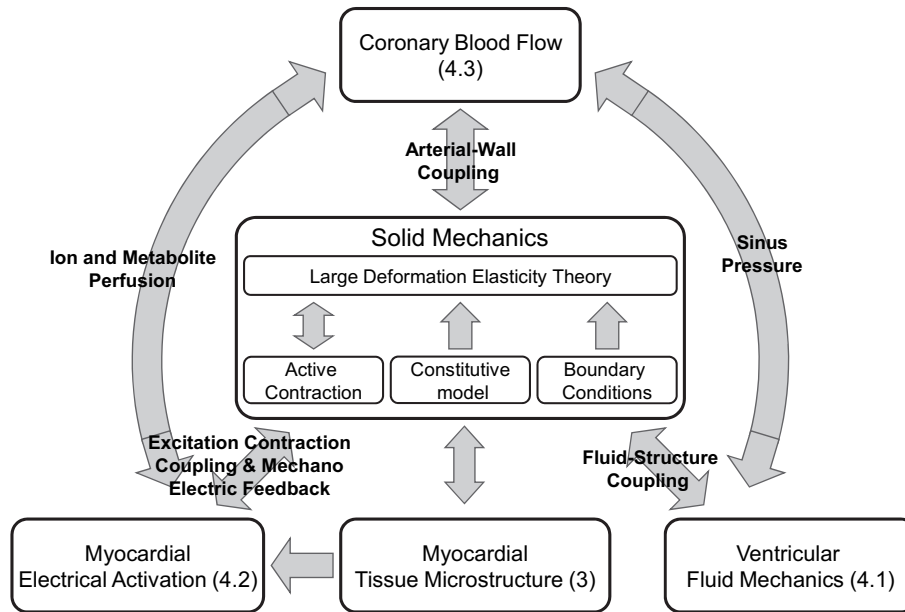 Coronary Blood Flow
(4.3)
Arterial-Wall
Coupling
Ion and Metabolite
Perfusion
Sinus
Pressure
Solid Mechanics
Large Deformation Elasticity Theory
Active
Contraction
Constitutive
model
Boundary
Conditions
Excitation Contraction
Coupling & Mechano
Electric Feedback
Fluid-Structure
Coupling
Myocardial
Electrical Activation (4.2)
Myocardial
Tissue Microstructure (3)
Ventricular
Fluid Mechanics (4.1)